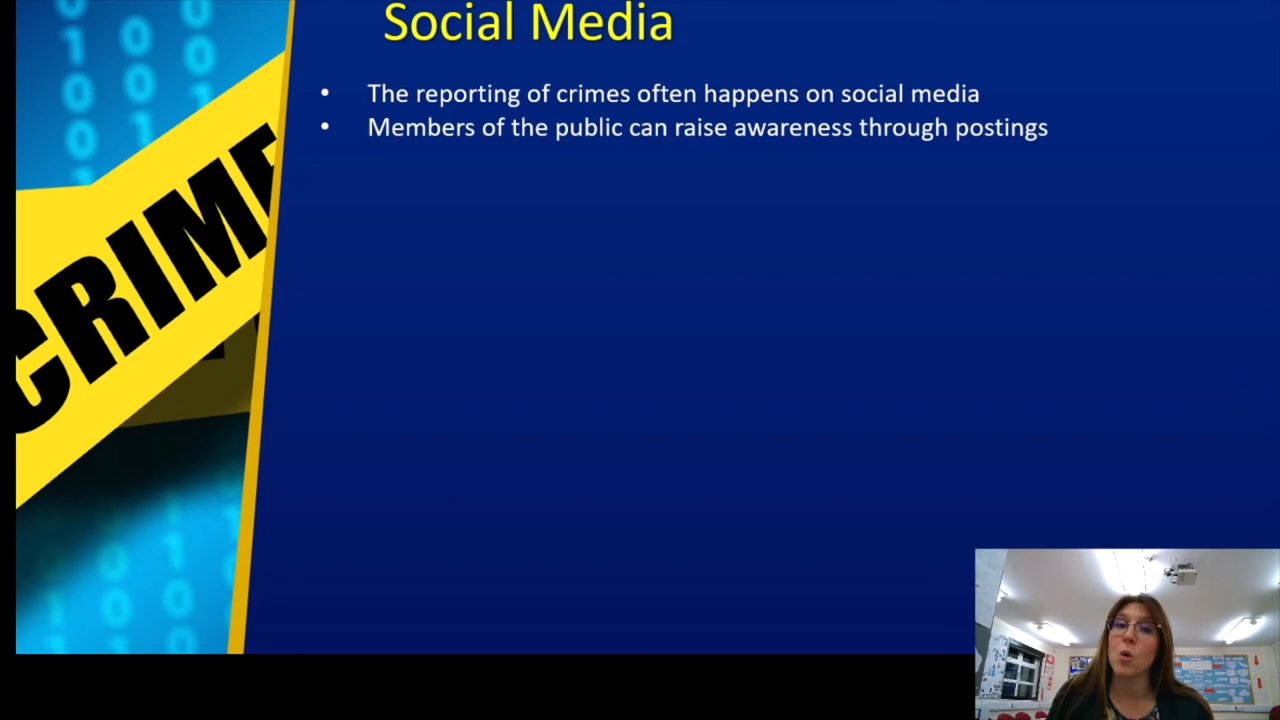 Social Media
• The reporting of crimes often happens on social media
• Members of the public can raise awareness through postings
CRIME